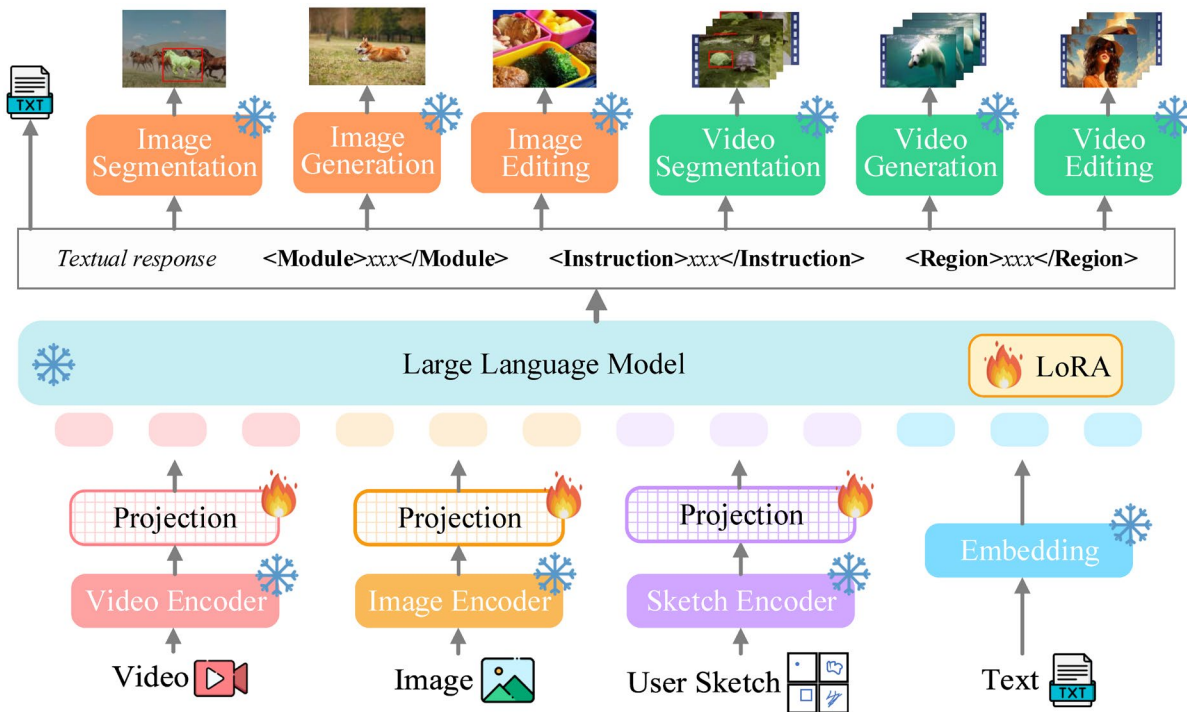 TXT
Image
Segmentation
Image
Generation
Image
Editing
Video
Segmentation
Video
Generation
Video
Editing
Textual response <Module>xxx</Module> <Instruction>xxx</Instruction> <Region>xxx</Region>
Large Language Model
LoRA
Projection
Projection
Projection
Embedding
Video Encoder
Image Encoder
Sketch Encoder
Video
Image
User Sketch
Text
TXT